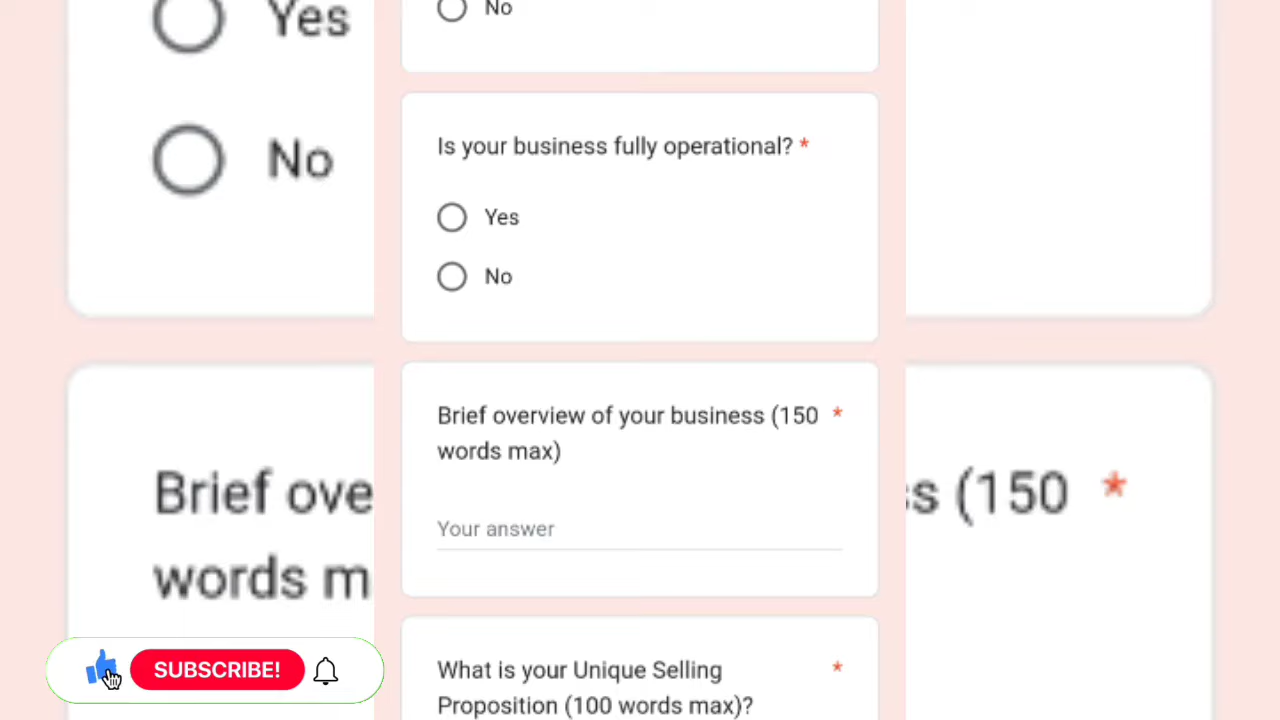 Yes
No
No
Is your business fully operational? *
Yes
No
Brief overview of your business (150 *
words max)
Your answer
What is your Unique Selling *
Proposition (100 words max)?
Brief ove
words m
ss (150 *
SUBSCRIBE!